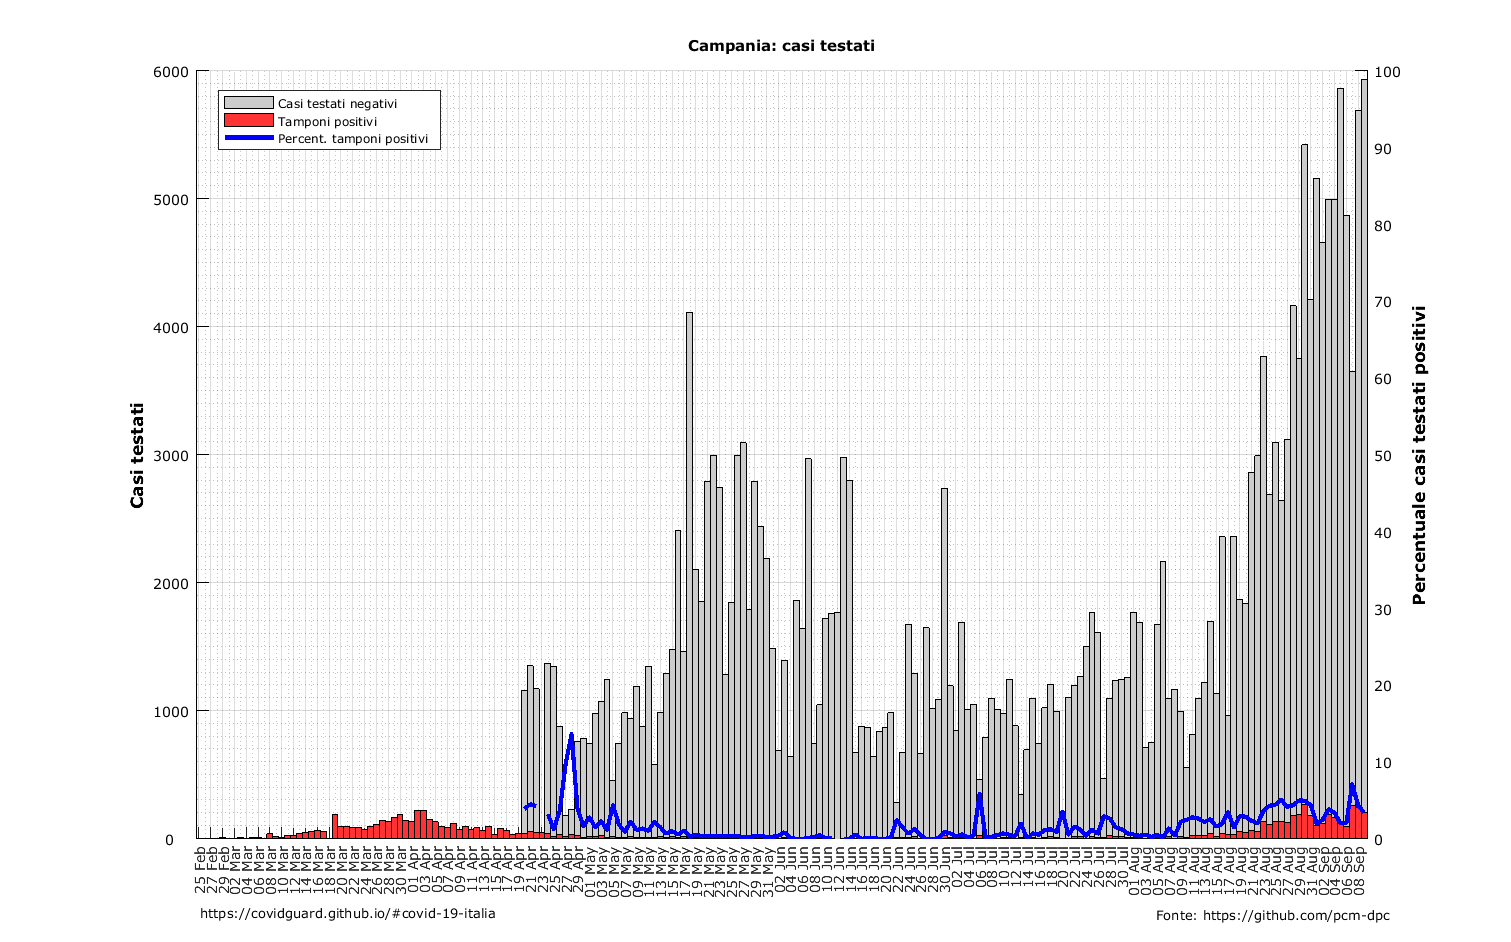 Campania: casi testati
6000
5000
4000
3000
2000
1000
0
Casi testati
Casi testati negativi
Tamponi positivi
Percent. tamponi positivi
100
90
80
70
60
50
40
30
20
10
0
Percentuale casi testati positivi
25 Feb
27 Feb
29 Feb
02 Mar
04 Mar
06 Mar
08 Mar
10 Mar
12 Mar
14 Mar
16 Mar
18 Mar
20 Mar
22 Mar
24 Mar
26 Mar
28 Mar
30 Mar
01 Apr
03 Apr
05 Apr
07 Apr
09 Apr
11 Apr
13 Apr
15 Apr
17 Apr
19 Apr
21 Apr
23 Apr
25 Apr
27 Apr
29 Apr
01 May
03 May
05 May
07 May
09 May
11 May
13 May
15 May
17 May
19 May
21 May
23 May
25 May
27 May
29 May
31 May
02 Jun
04 Jun
06 Jun
08 Jun
10 Jun
12 Jun
14 Jun
16 Jun
18 Jun
20 Jun
22 Jun
24 Jun
26 Jun
28 Jun
30 Jun
02 Jul
04 Jul
06 Jul
08 Jul
10 Jul
12 Jul
14 Jul
16 Jul
18 Jul
20 Jul
22 Jul
24 Jul
26 Jul
28 Jul
30 Jul
01 Aug
03 Aug
05 Aug
07 Aug
09 Aug
11 Aug
13 Aug
15 Aug
17 Aug
19 Aug
21 Aug
23 Aug
25 Aug
27 Aug
29 Aug
31 Aug
02 Sep
04 Sep
06 Sep
08 Sep
https://covidguard.github.io/#covid-19-italia
Fonte: https://github.com/pcm-dpc